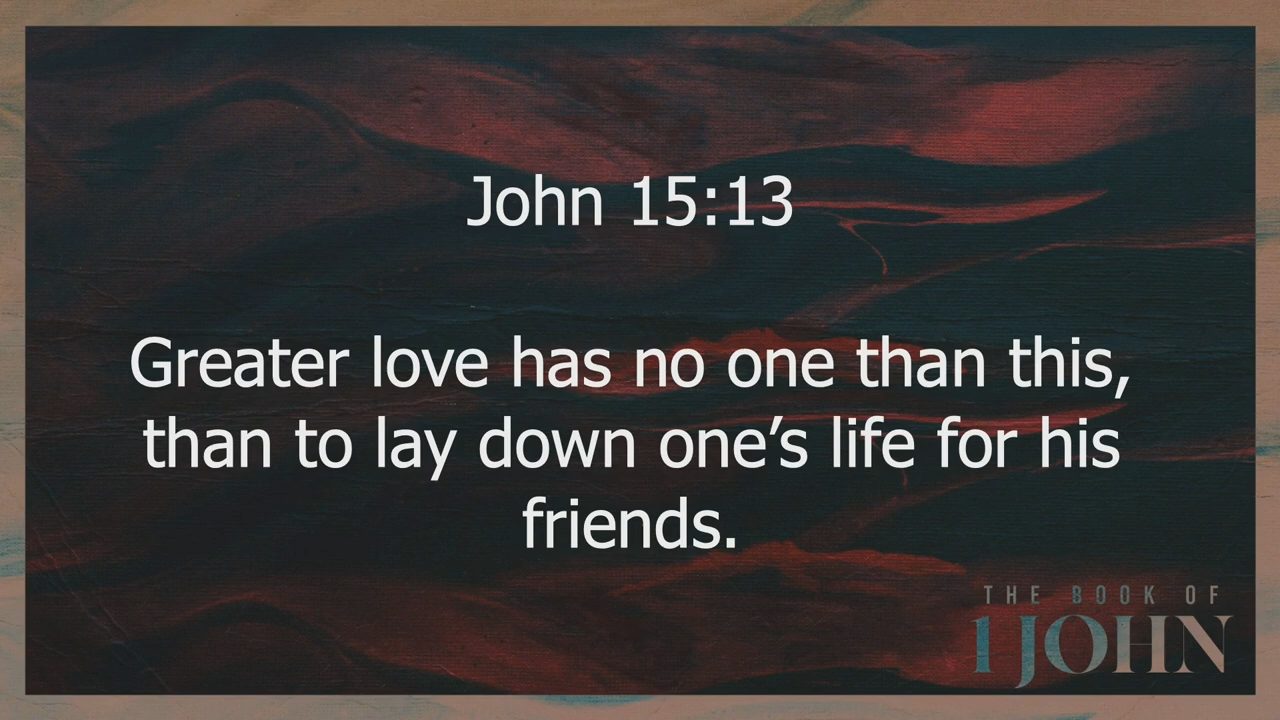 John 15:13
Greater love has no one than this,
than to lay down one’s life for his
friends.
THE BOOK OF
1 JOHN